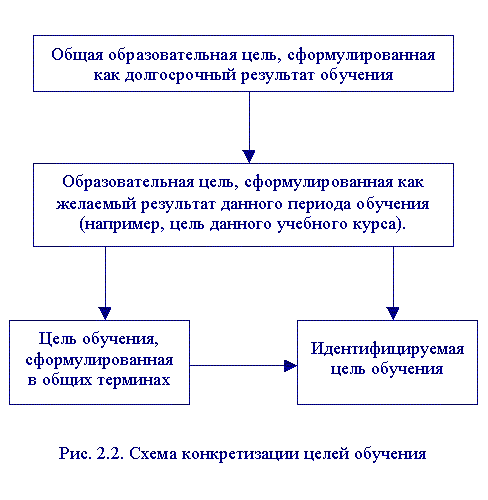 Общая образовательная цель, сформулированная
как долгосрочный результат обучения
Образовательная цель, сформулированная как
желаемый результат данного периода обучения
(например, цель данного учебного курса).
Цель обучения,
сформулированная
в общих терминах
Идентифицируемая
цель обучения
Рис. 2.2. Схема конкретизации целей обучения